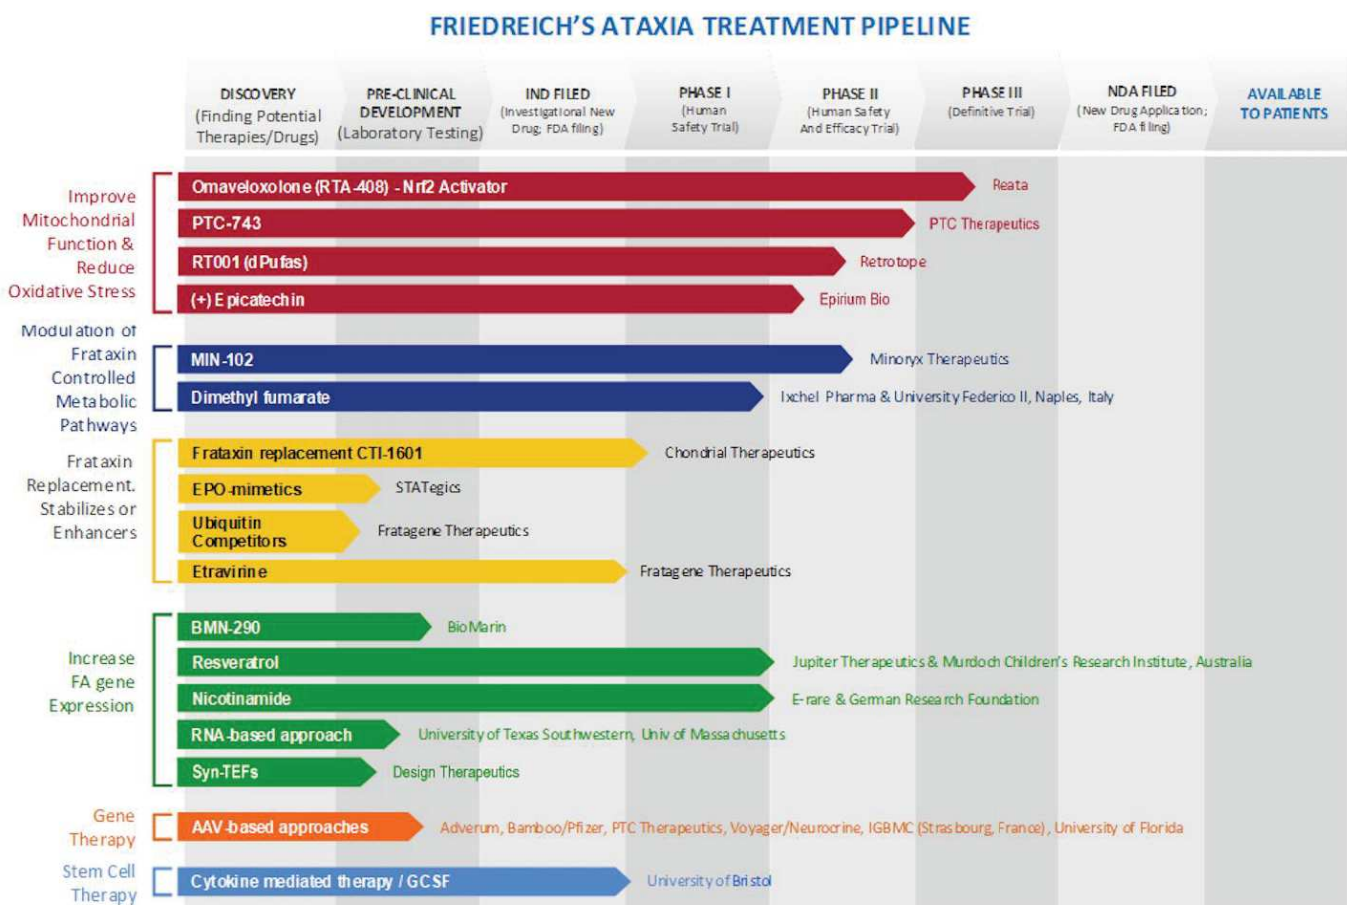 FRIEDREICH'S ATAXIA TREATMENT PIPELINE
DISCOVERY
(Finding Potential
Therapies/Drugs)
PRE-CLINICAL
DEVELOPMENT
(Laboratory Testing)
IND FILED
(Investigational New
Drug; FDA filing)
PHASE I
(Human
Safety Trial)
PHASE II
(Human Safety
And Efficacy Trial)
PHASE III
(Definitive Trial)
NDA FILED
(New Drug Application;
FDA filing)
AVAILABLE
TO PATIENTS
Improve
Mitochondrial
Function &
Reduce
Oxidative Stress
Omaveloxolone (RTA-408) - Nrf2 Activator
Reata
PTC-743
PTC Therapeutics
RT001 (dPufas)
Retrotope
(+) Epicatechin
Epirium Bio
Modulation of
Frataxin
Controlled
Metabolic
Pathways
MIN-102
Minoryx Therapeutics
Dimethyl fumarate
Ixchel Pharma & University Federico II, Naples, Italy
Frataxin
Replacement.
Stabilizes or
Enhancers
Frataxin replacement CTI-1601
Chondrial Therapeutics
EPO-mimetics
STATegics
Ubiquitin
Competitors
Fratagene Therapeutics
Etravirine
Fratagene Therapeutics
Increase
FA gene
Expression
BMN-290
BioMarin
Resveratrol
Jupiter Therapeutics & Murdoch Children's Research Institute, Australia
Nicotinamide
E-rare & German Research Foundation
RNA-based approach
University of Texas Southwestern, Univ of Massachusetts
Syn-TEFs
Design Therapeutics
Gene
Therapy
AAV-based approaches
Adverum, Bamboo/Pfizer, PTC Therapeutics, Voyager/Neurocrine, IGBMC (Strasbourg, France), University of Florida
Stem Cell
Therapy
Cytokine mediated therapy / GCSF
University of Bristol